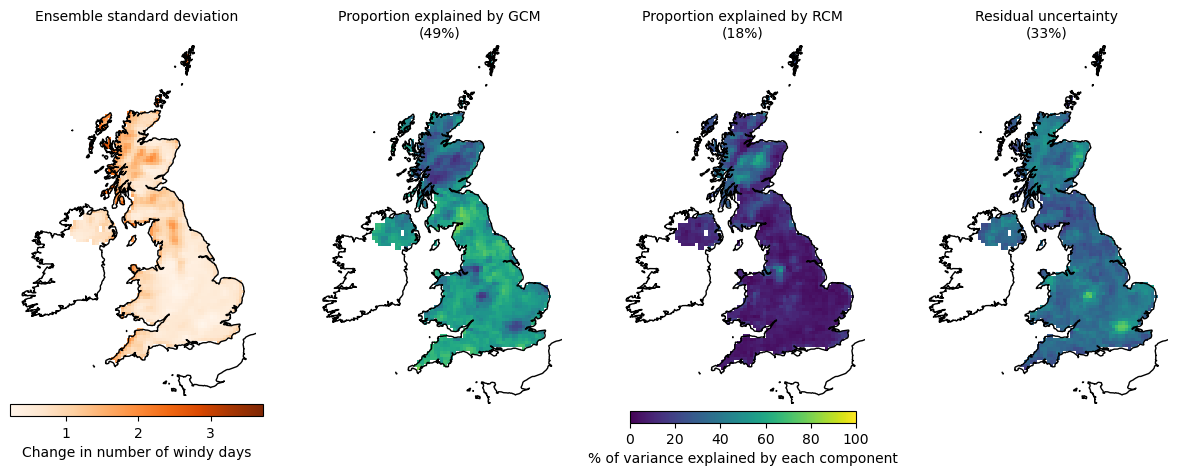 Ensemble standard deviation
Proportion explained by GCM
(49%)
Proportion explained by RCM
(18%)
Residual uncertainty
(33%)
1 2 3
Change in number of windy days
0 20 40 60 80 100
% of variance explained by each component